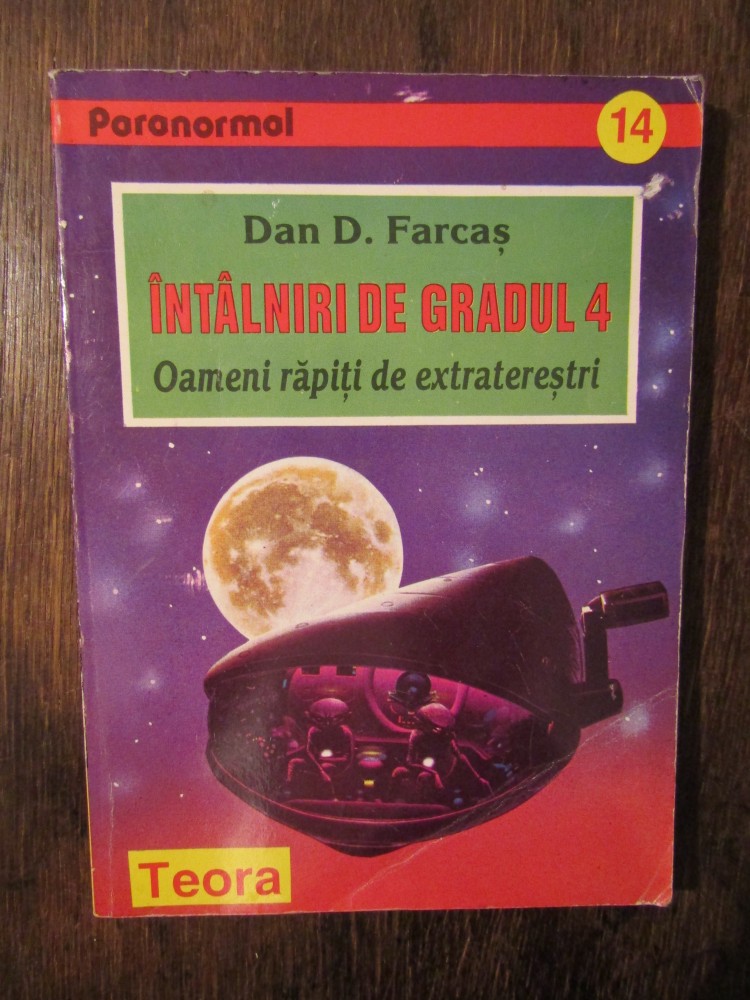 Paranormal
14
Dan D. Farcaș
ÎNTÂLNIRI DE GRADUL 4
Oameni răpiți de extratereștri
Teora